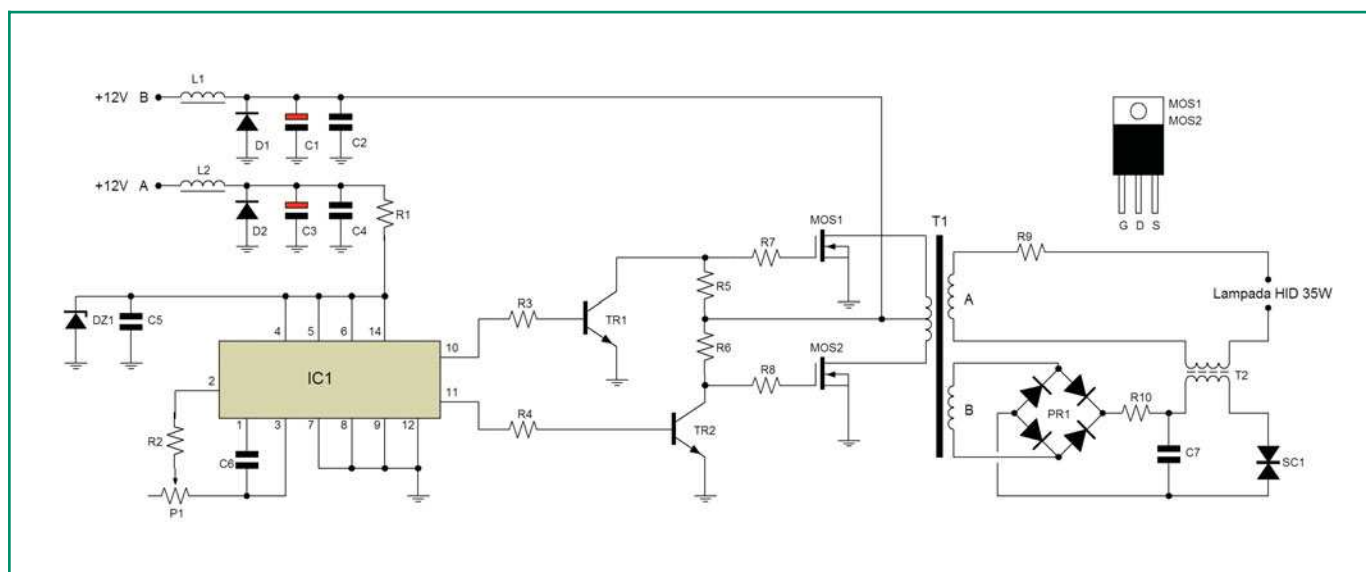 L1
+12V B
D1
C1
C2
MOS1
MOS2
L2
+12V A
D2
C3
C4
R1
G D S
MOS1
T1
R7
R9
R5
A
Lampada HID 35W
DZ1
C5
4
5
6
14
R3
TR1
R6
MOS2
10
2
IC1
11
R8
T2
B
PR1
R10
R4
TR2
R2
1
3
7
8
9
12
C6
C7
SC1
P1